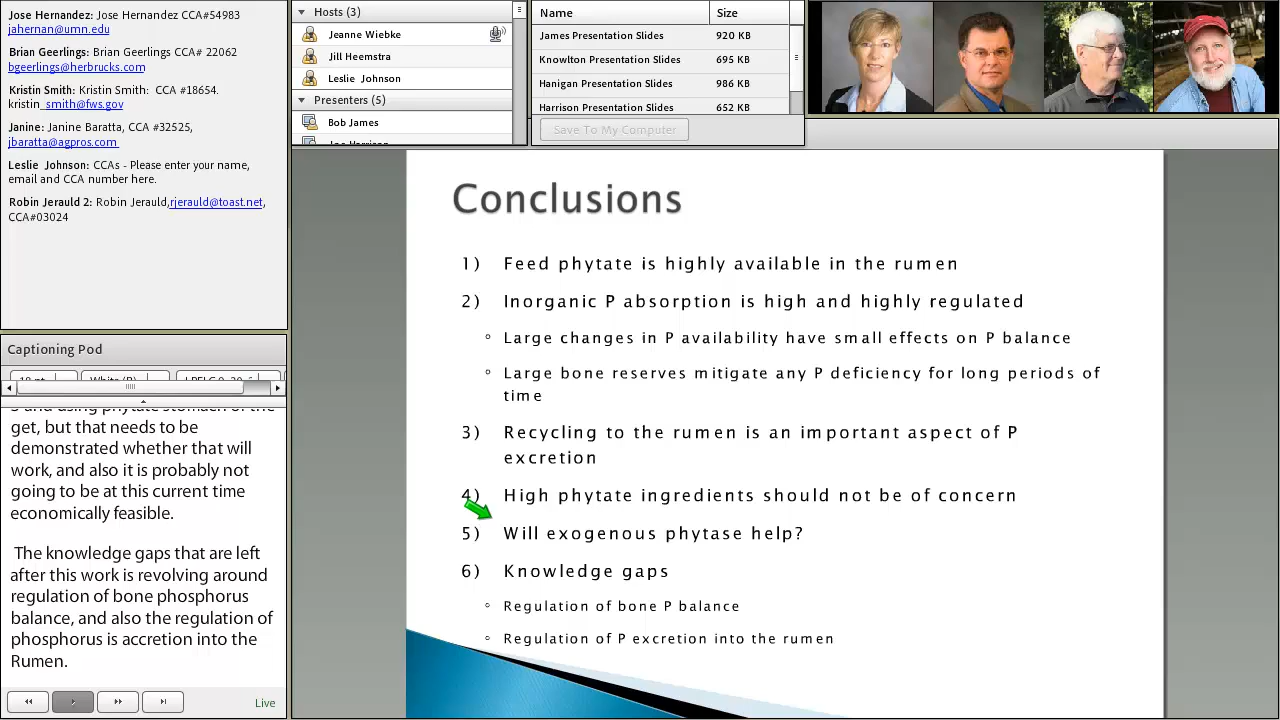 Jose Hernandez: Jose Hernandez CCA#54983
jahernan@umn.edu
Brian Geerlings: Brian Geerlings CCA# 22062
bgeerlings@herbrucks.com
Kristin Smith: Kristin Smith:  CCA #18654.
kristin_smith@fws.gov
Janine: Janine Baratta, CCA #32525,
jbaratta@agpros.com
Leslie Johnson: CCAs - Please enter your name,
email and CCA number here.
Robin Jerauld 2: Robin Jerauld,rjerauld@toast.net,
CCA#03024
Captioning Pod
18 pt
White (B)
get, but that needs to be
demonstrated whether that will
work, and also it is probably not
going to be at this current time
economically feasible.
The knowledge gaps that are left
after this work is revolving around
regulation of bone phosphorus
balance, and also the regulation of
phosphorus is accretion into the
Rumen.
Live
Hosts (3)
Jeanne Wiebke
Jill Heemstra
Leslie Johnson
Presenters (5)
Bob James
Joe Harrison
Name Size
James Presentation Slides 920 KB
Knowlton Presentation Slides 695 KB
Hanigan Presentation Slides 986 KB
Harrison Presentation Slides 652 KB
Save To My Computer
Conclusions
1) Feed phytate is highly available in the rumen
2) Inorganic P absorption is high and highly regulated
◦ Large changes in P availability have small effects on P balance
◦ Large bone reserves mitigate any P deficiency for long periods of
time
3) Recycling to the rumen is an important aspect of P
excretion
4) High phytate ingredients should not be of concern
5) Will exogenous phytase help?
6) Knowledge gaps
◦ Regulation of bone P balance
◦ Regulation of P excretion into the rumen